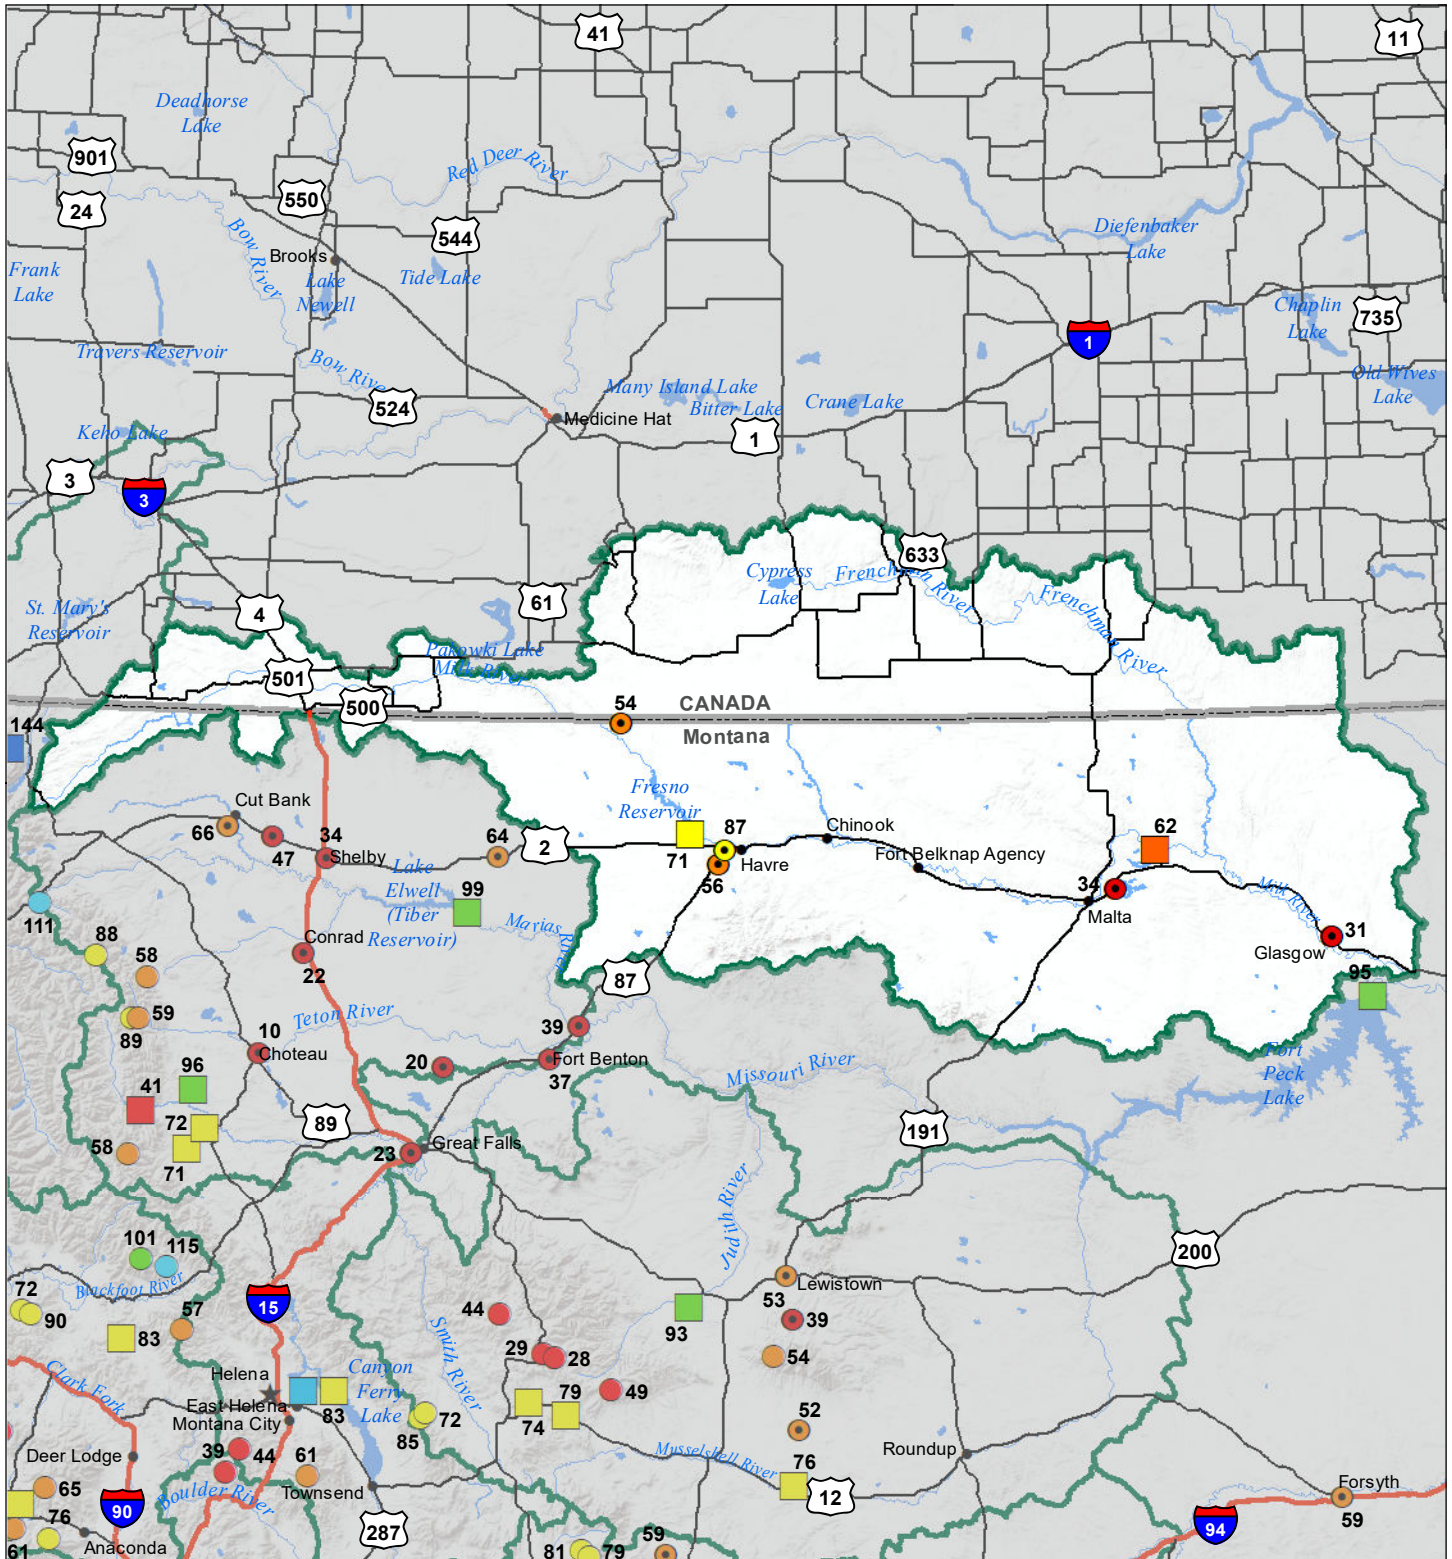 41
11
Deadhorse
Lake
901
Red Deer River
550
24
544
Bow River
Diefenbaker
Lake
Brooks
Frank
Lake
Lake
Newell
Tide Lake
Chaplin
Lake
735
1
Travers Reservoir
Bow River
Many Island Lake
Old Wives
Lake
524
Bitter Lake
Crane Lake
Medicine Hat
Keho Lake
1
3
3
633
Cypress
Lake
Frenchman River
Frenchman River
61
4
St. Mary's
Reservoir
Pakowki Lake
Milk River
501
500
54
CANADA
Montana
144
Fresno
Reservoir
Cut Bank
66
47
34
Shelby
64
2
71
87
Havre
56
Chinook
Fort Belknap Agency
62
34
Malta
Milk River
31
Glasgow
95
Lake
Elwell
(Tiber
Reservoir)
99
Marias River
111
88
58
Conrad
22
87
59
89
Teton River
39
10
Choteau
20
Fort Benton
37
Missouri River
Fort
Peck
Lake
96
41
72
89
191
58
71
23
Great Falls
Judith River
101
115
200
Blackfoot River
72
90
15
57
83
Lewistown
53
39
44
93
29
28
54
Smith River
Clark Fork
Helena
Canyon
Ferry
Lake
East Helena
Montana City
83
79
49
74
72
85
52
Deer Lodge
39
44
61
Musselshell River
76
Roundup
12
Forsyth
59
65
Townsend
90
Boulder River
76
287
94
61
Anaconda
81
79
59